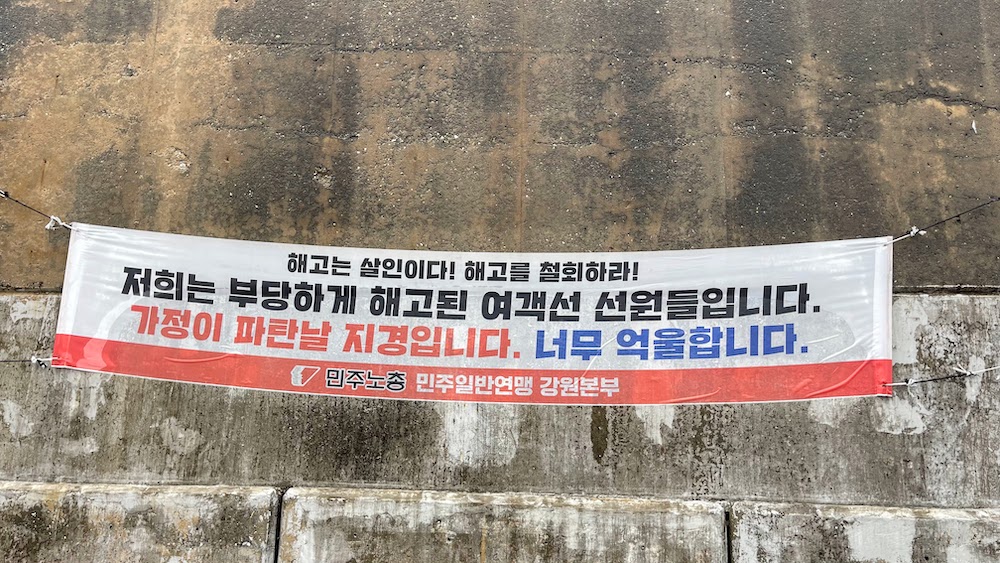 해고는 살인이다! 해고를 철회하라!
저희는 부당하게 해고된 여객선 선원들입니다.
가정이 파탄날 지경입니다. 너무 억울합니다.
민주노총 민주일반연맹 강원본부